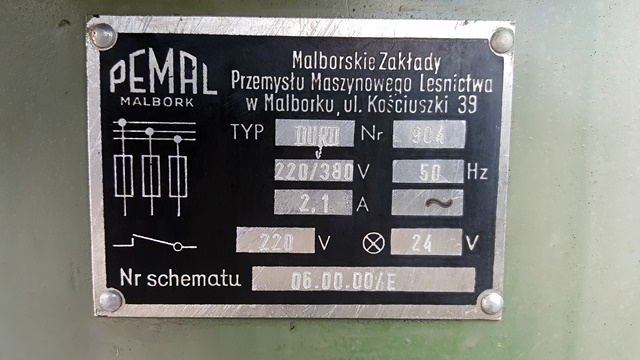 PEMAL
MALBORK
Malborskie Zakłady
Przemysłu Maszynowego Leśnictwa
w Malborku, ul. Kościuszki 39
TYP DURO Nr 904
220/380 V 50 Hz
2,1 A ~
220 V 24 V
Nr schematu 06.00.00/E